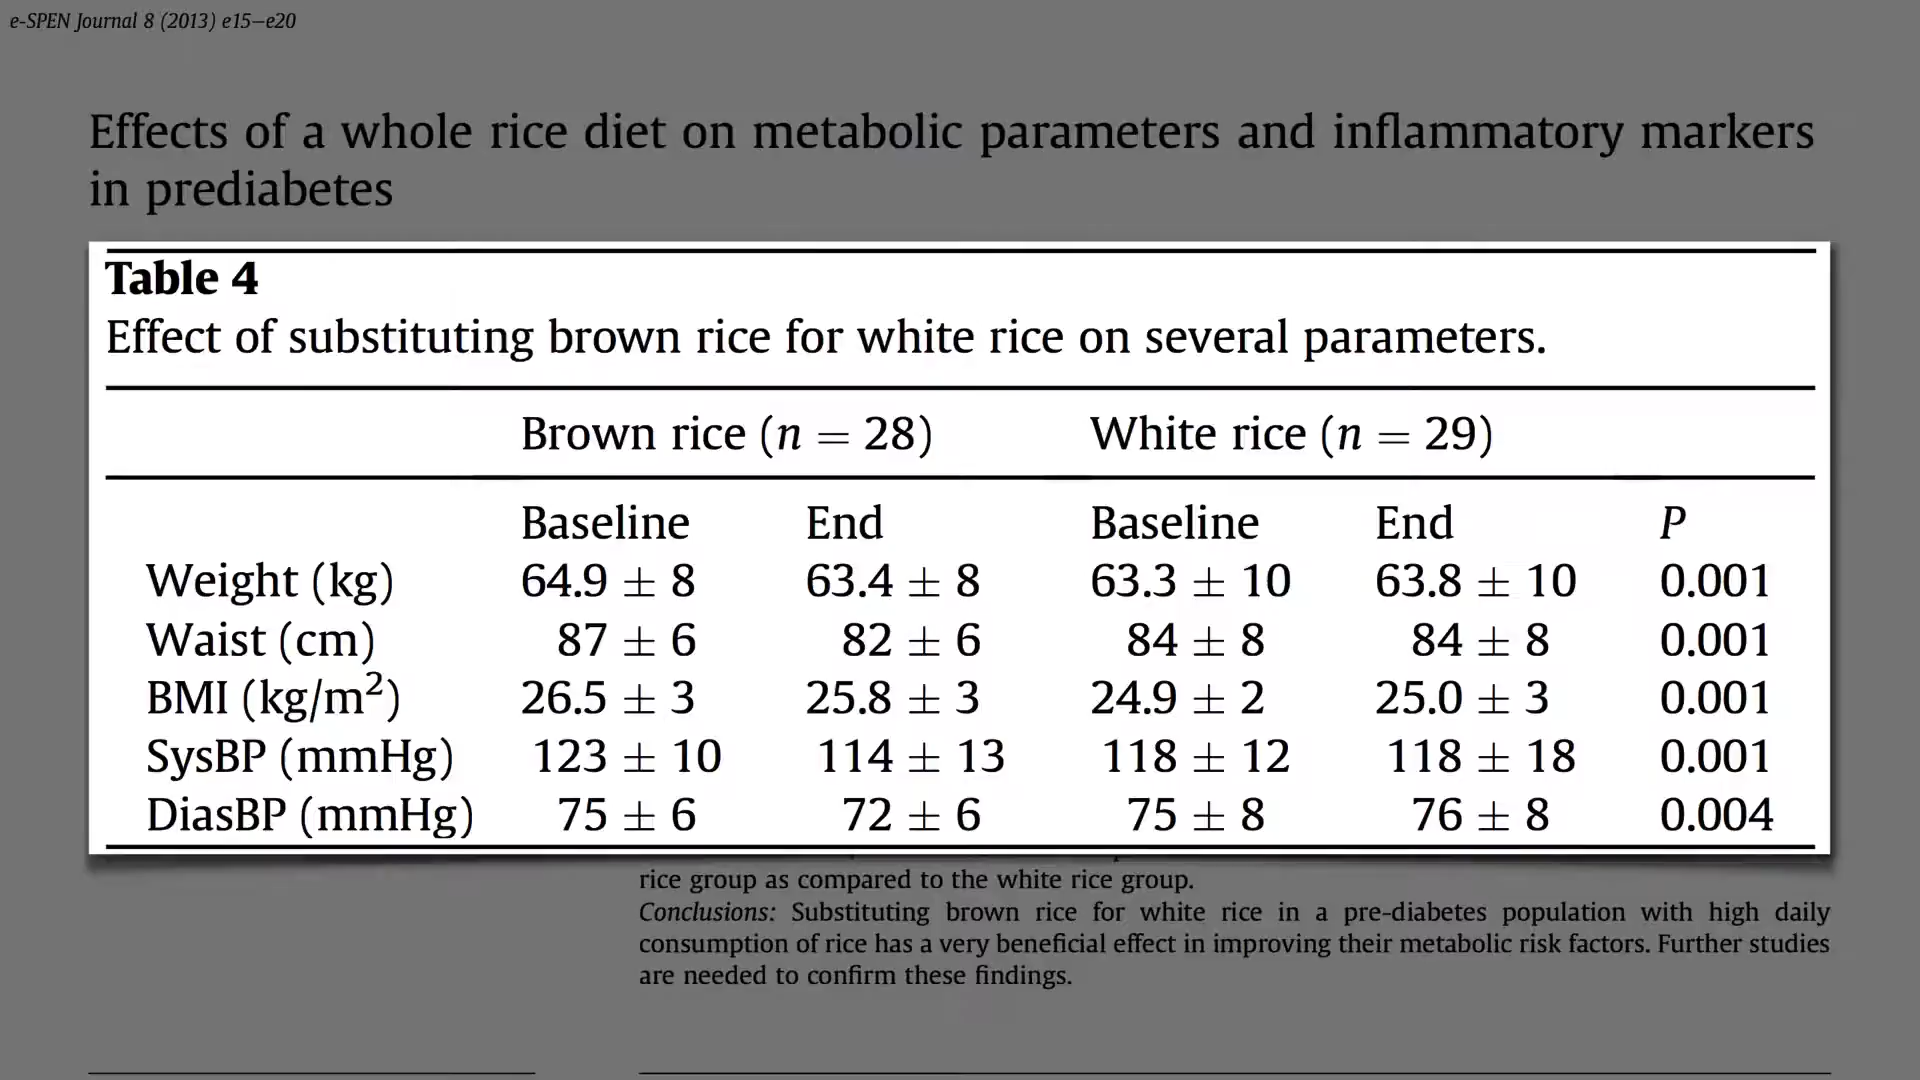 e-SPEN Journal 8 (2013) e15–e20
Effects of a whole rice diet on metabolic parameters and inflammatory markers
in prediabetes
Table 4
Effect of substituting brown rice for white rice on several parameters.
Brown rice (n = 28) White rice (n = 29)
Baseline End Baseline End P
Weight (kg) 64.9 ± 8 63.4 ± 8 63.3 ± 10 63.8 ± 10 0.001
Waist (cm) 87 ± 6 82 ± 6 84 ± 8 84 ± 8 0.001
BMI (kg/m²) 26.5 ± 3 25.8 ± 3 24.9 ± 2 25.0 ± 3 0.001
SysBP (mmHg) 123 ± 10 114 ± 13 118 ± 12 118 ± 18 0.001
DiasBP (mmHg) 75 ± 6 72 ± 6 75 ± 8 76 ± 8 0.004
rice group as compared to the white rice group.
Conclusions: Substituting brown rice for white rice in a pre-diabetes population with high daily
consumption of rice has a very beneficial effect in improving their metabolic risk factors. Further studies
are needed to confirm these findings.